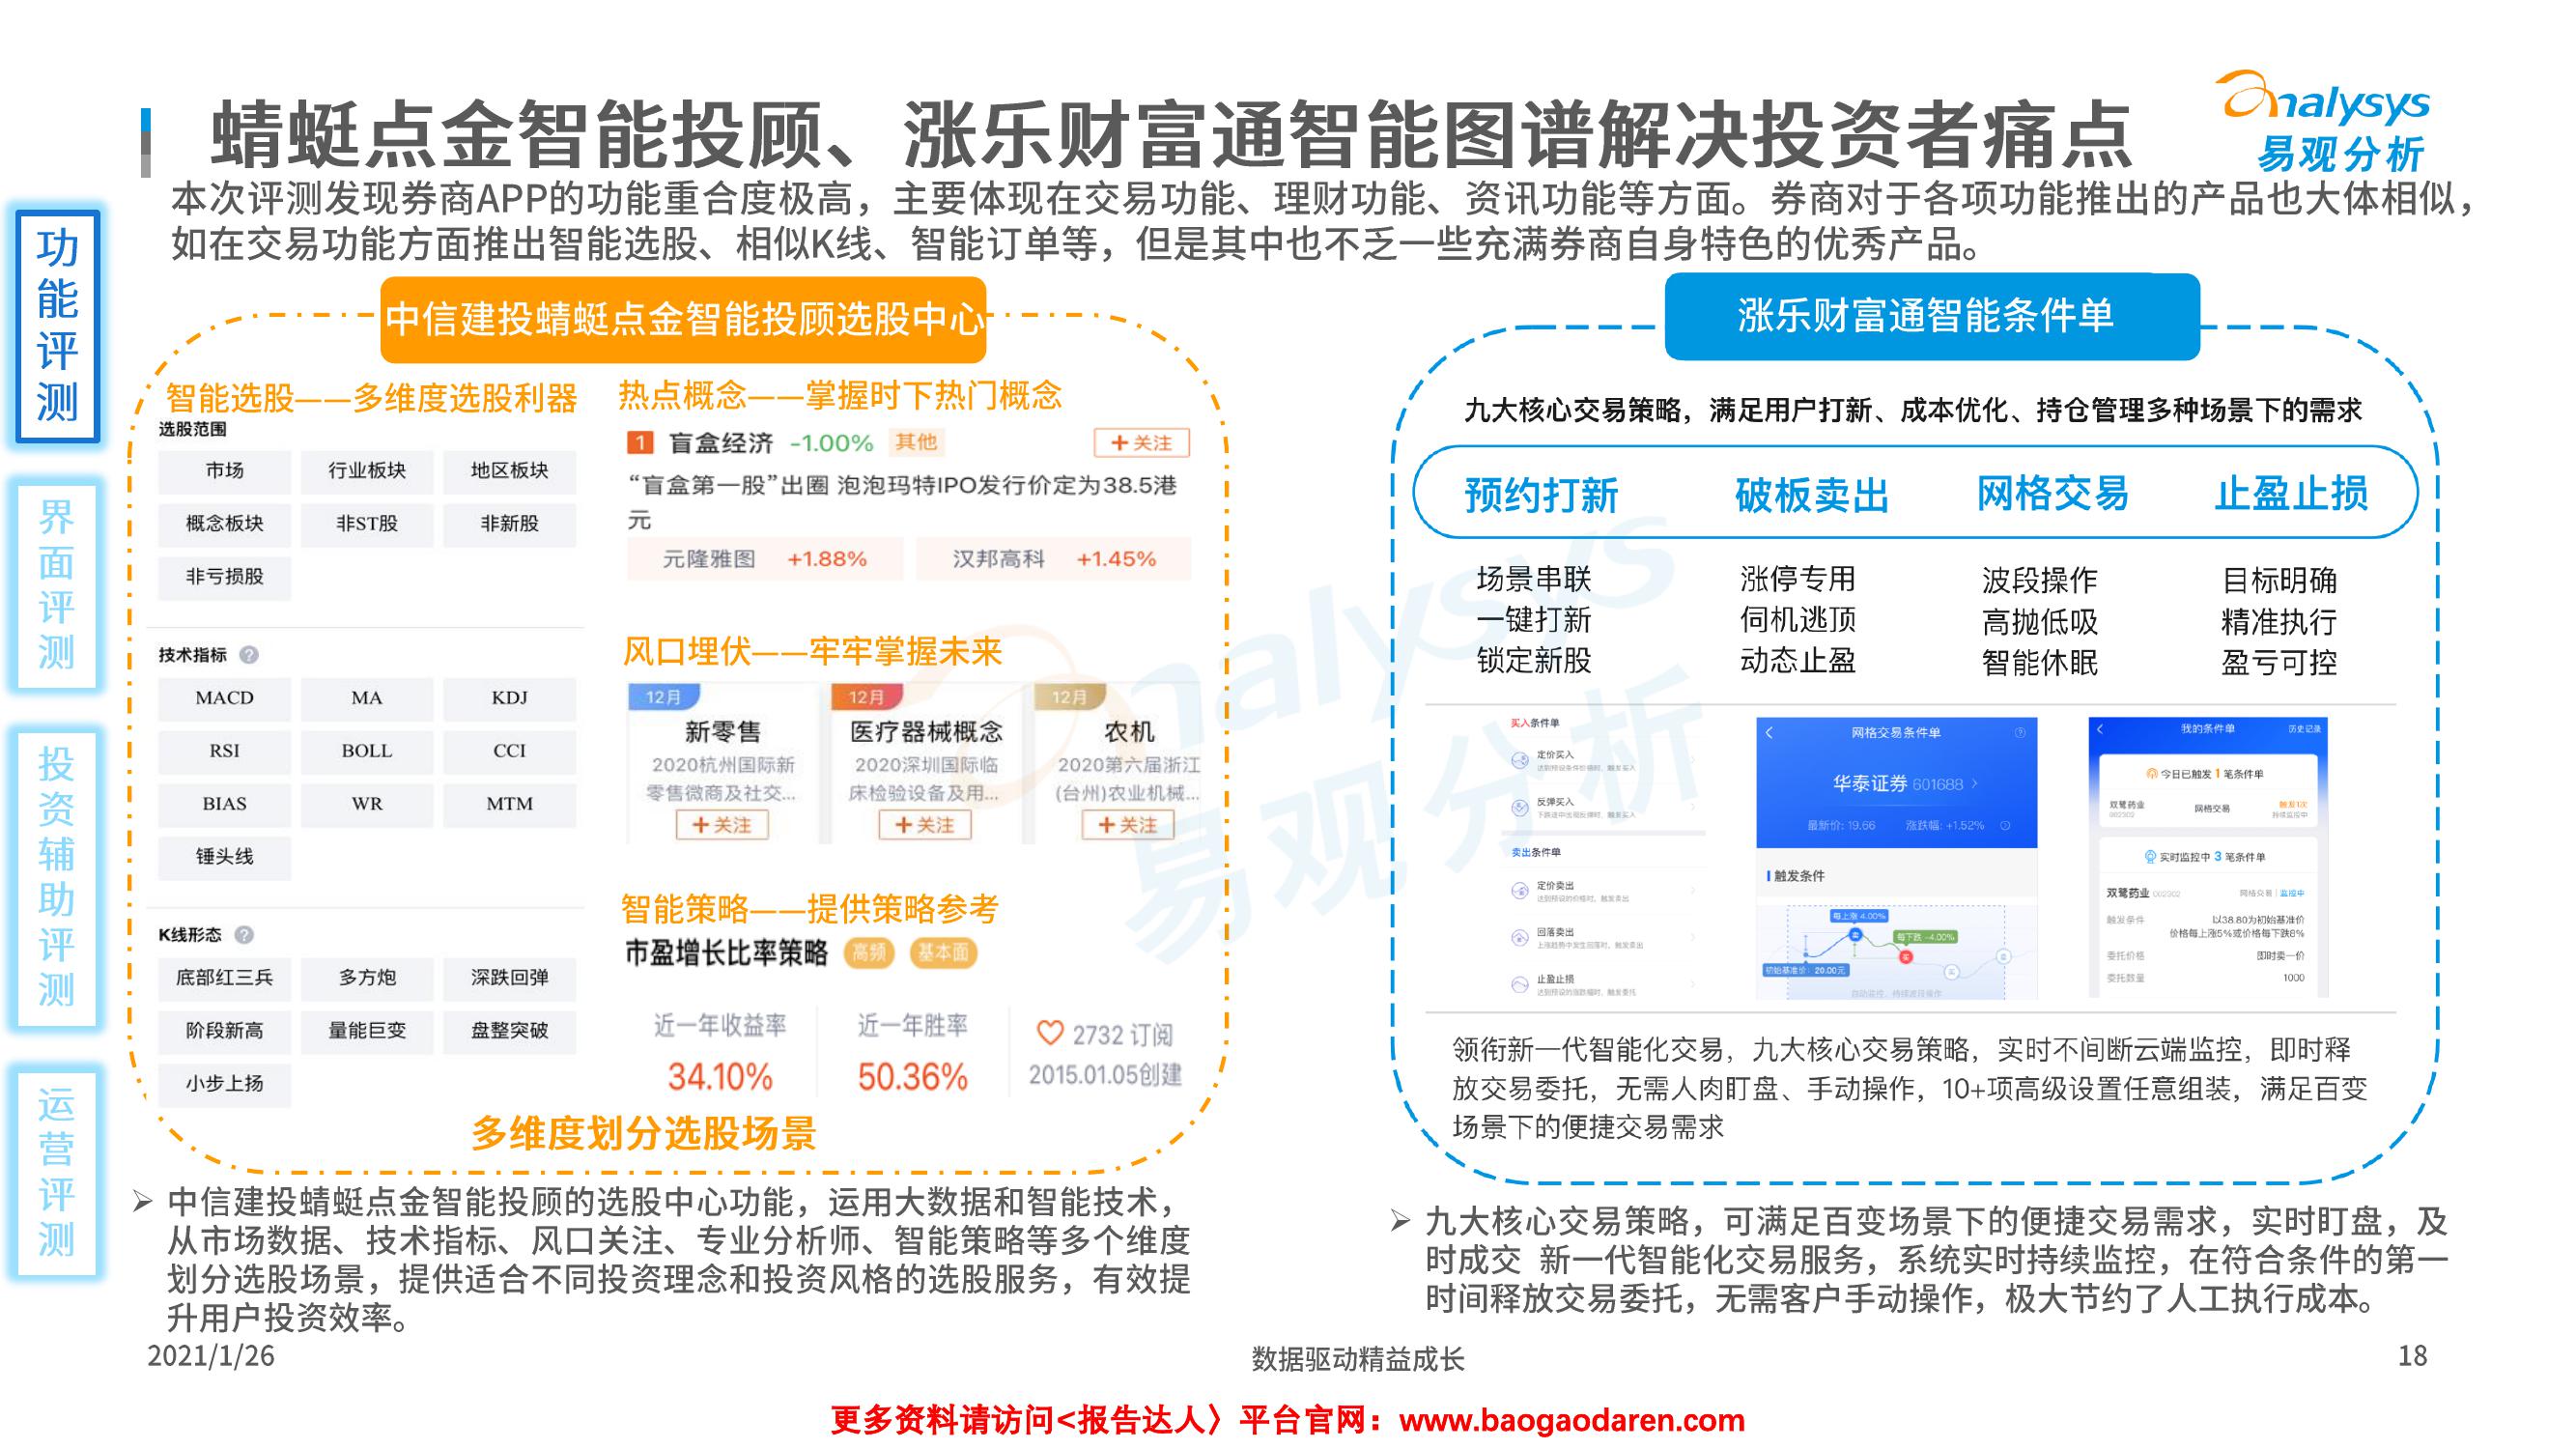 蜻蜓点金智能投顾、涨乐财富通智能图谱解决投资者痛点
analysys
易观分析
本次评测发现券商APP的功能重合度极高，主要体现在交易功能、理财功能、资讯功能等方面。券商对于各项功能推出的产品也大体相似，
如在交易功能方面推出智能选股、相似K线、智能订单等，但是其中也不乏一些充满券商自身特色的优秀产品。
功能评测
界面评测
投资辅助评测
运营评测
中信建投蜻蜓点金智能投顾选股中心
智能选股——多维度选股利器
选股范围
市场 行业板块 地区板块
概念板块 非ST股 非新股
非亏损股
技术指标
MACD MA KDJ
RSI BOLL CCI
BIAS WR MTM
锤头线
K线形态
底部红三兵 多方炮 深跌回弹
阶段新高 量能巨变 盘整突破
小步上扬
热点概念——掌握时下热门概念
1 盲盒经济 -1.00% 其他 +关注
“盲盒第一股”出圈 泡泡玛特IPO发行价定为38.5港
元
元隆雅图 +1.88% 汉邦高科 +1.45%
风口埋伏——牢牢掌握未来
12月 12月 12月
新零售 医疗器械概念 农机
2020杭州国际新 2020深圳国际临 2020第六届浙江
零售微商及社交... 床检验设备及用... (台州)农业机械...
+关注 +关注 +关注
智能策略——提供策略参考
市盈增长比率策略 高频 基本面
近一年收益率 近一年胜率 2732 订阅
34.10% 50.36% 2015.01.05创建
多维度划分选股场景
中信建投蜻蜓点金智能投顾的选股中心功能，运用大数据和智能技术，
从市场数据、技术指标、风口关注、专业分析师、智能策略等多个维度
划分选股场景，提供适合不同投资理念和投资风格的选股服务，有效提
升用户投资效率。
涨乐财富通智能条件单
九大核心交易策略，满足用户打新、成本优化、持仓管理多种场景下的需求
预约打新 破板卖出 网格交易 止盈止损
场景串联 涨停专用 波段操作 目标明确
一键打新 伺机逃顶 高抛低吸 精准执行
锁定新股 动态止盈 智能休眠 盈亏可控
买入条件单
定价买入
反弹买入
卖出条件单
定价卖出
回落卖出
止盈止损
网格交易条件单
华泰证券 601688
最新价: 19.66 涨跌幅: +1.52%
触发条件
每上涨 4.00%
每下跌 -4.00%
初始基准价: 20.00元
我的条件单 历史记录
今日已触发 1 笔条件单
双鹭药业 网格交易
002302 持续监控中
实时监控中 3 笔条件单
双鹭药业 002302 网格交易 | 监控中
触发条件 以38.80为初始基准价
价格每上涨5%或价格每下跌8%
委托价格 即时卖一价
委托数量 1000
领衔新一代智能化交易，九大核心交易策略，实时不间断云端监控，即时释
放交易委托，无需人肉盯盘、手动操作，10+项高级设置任意组装，满足百变
场景下的便捷交易需求
九大核心交易策略，可满足百变场景下的便捷交易需求，实时盯盘，及
时成交 新一代智能化交易服务，系统实时持续监控，在符合条件的第一
时间释放交易委托，无需客户手动操作，极大节约了人工执行成本。
2021/1/26
数据驱动精益成长
18
更多资料请访问<报告达人〉平台官网：www.baogaodaren.com